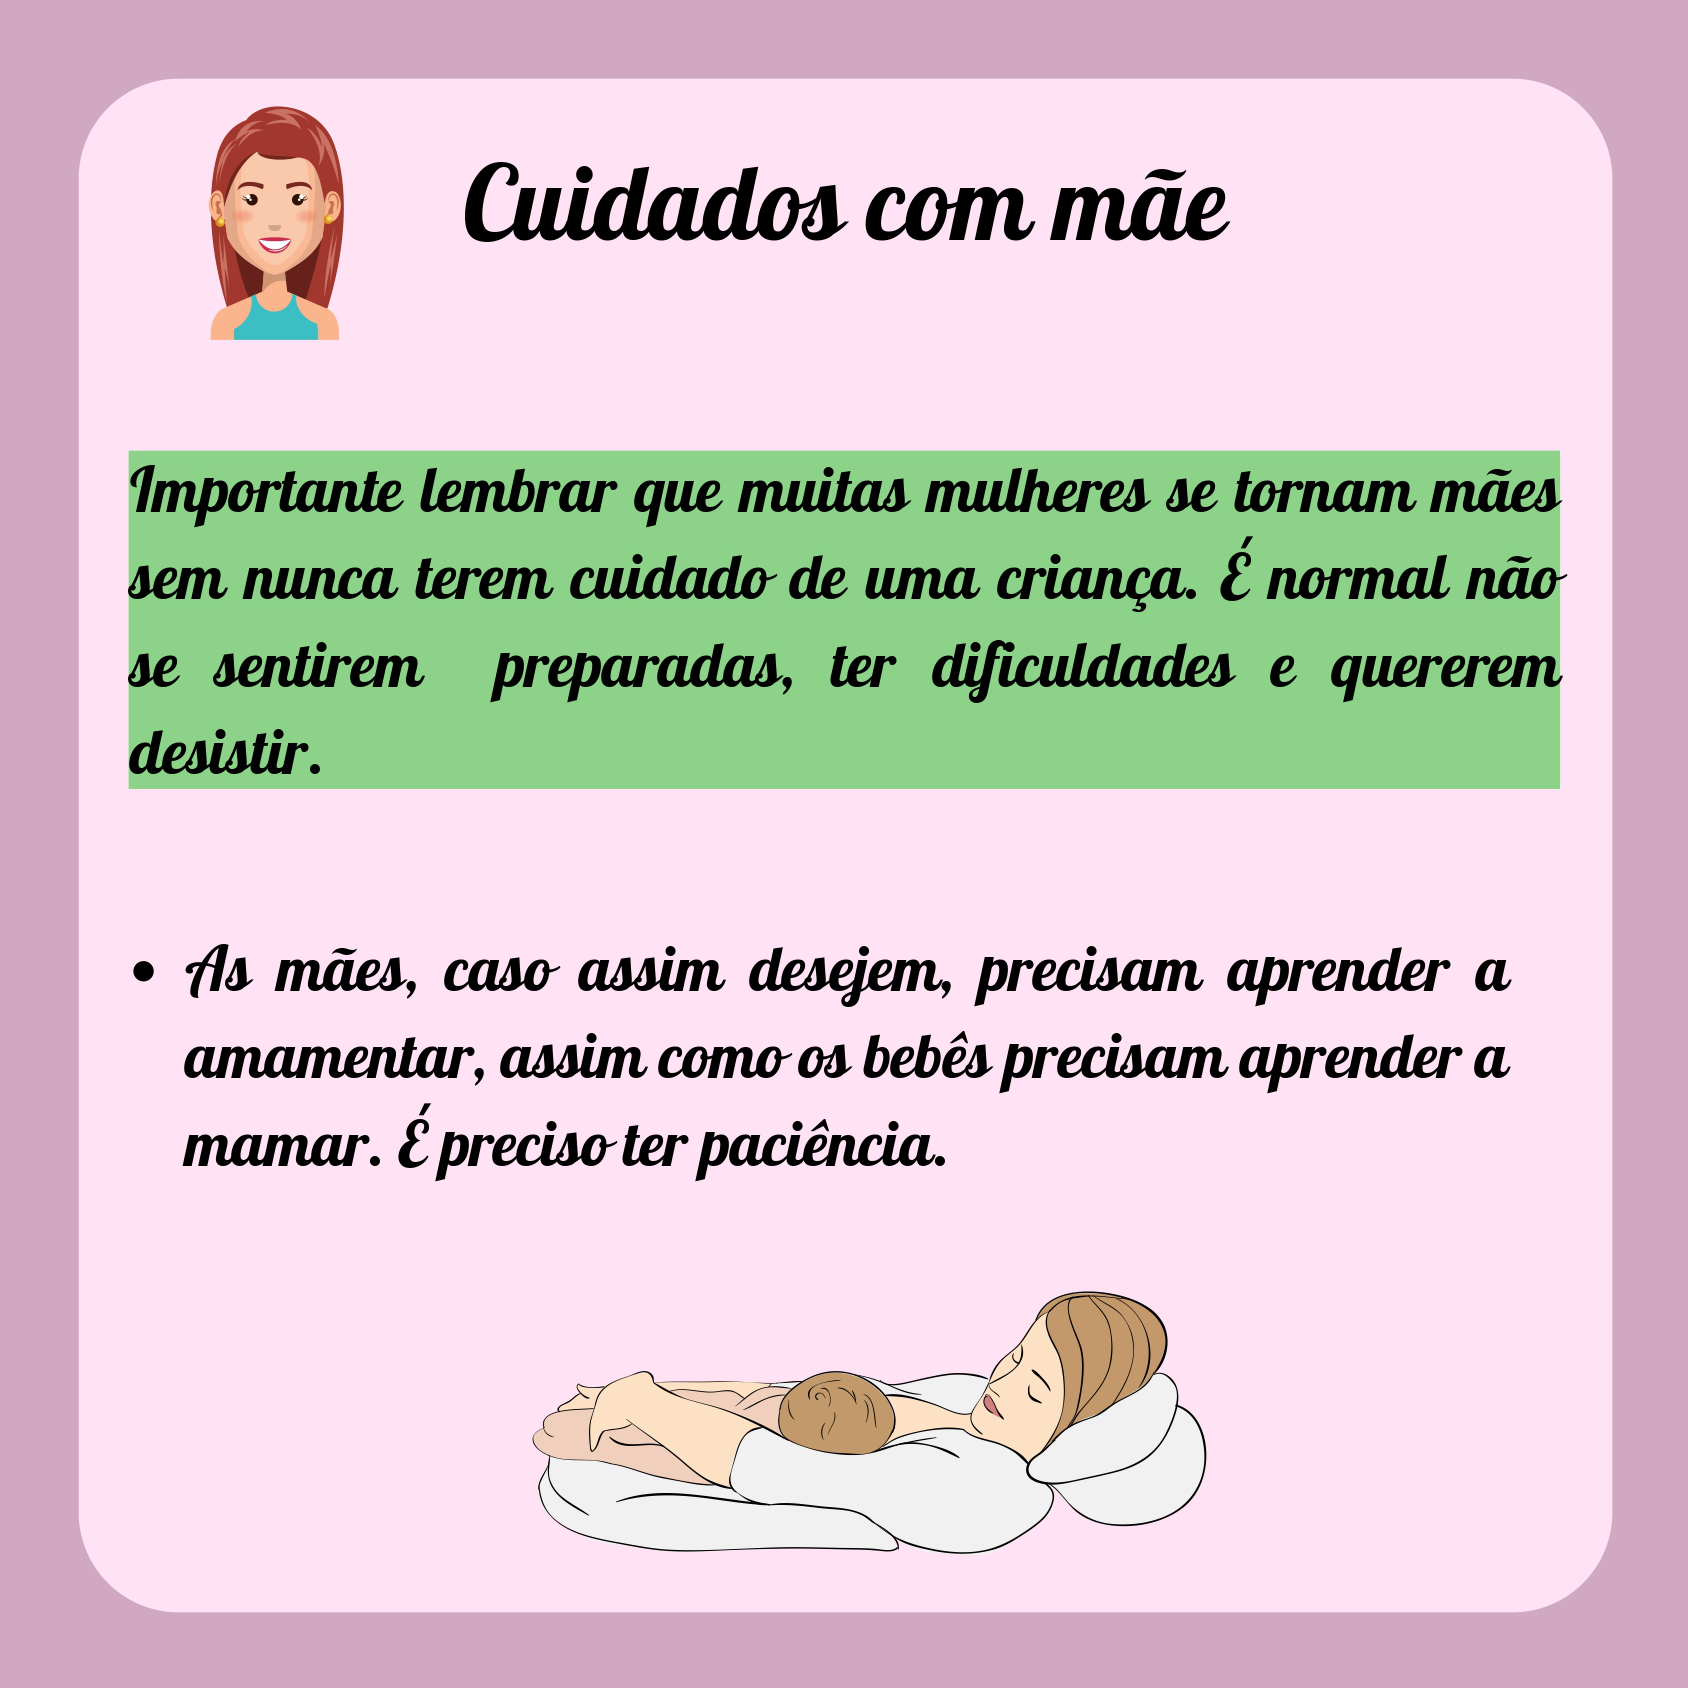 Cuidados com mãe
Importante lembrar que muitas mulheres se tornam mães
sem nunca terem cuidado de uma criança. É normal não
se sentirem preparadas, ter dificuldades e quererem
desistir.
• As mães, caso assim desejem, precisam aprender a
amamentar, assim como os bebês precisam aprender a
mamar. É preciso ter paciência.